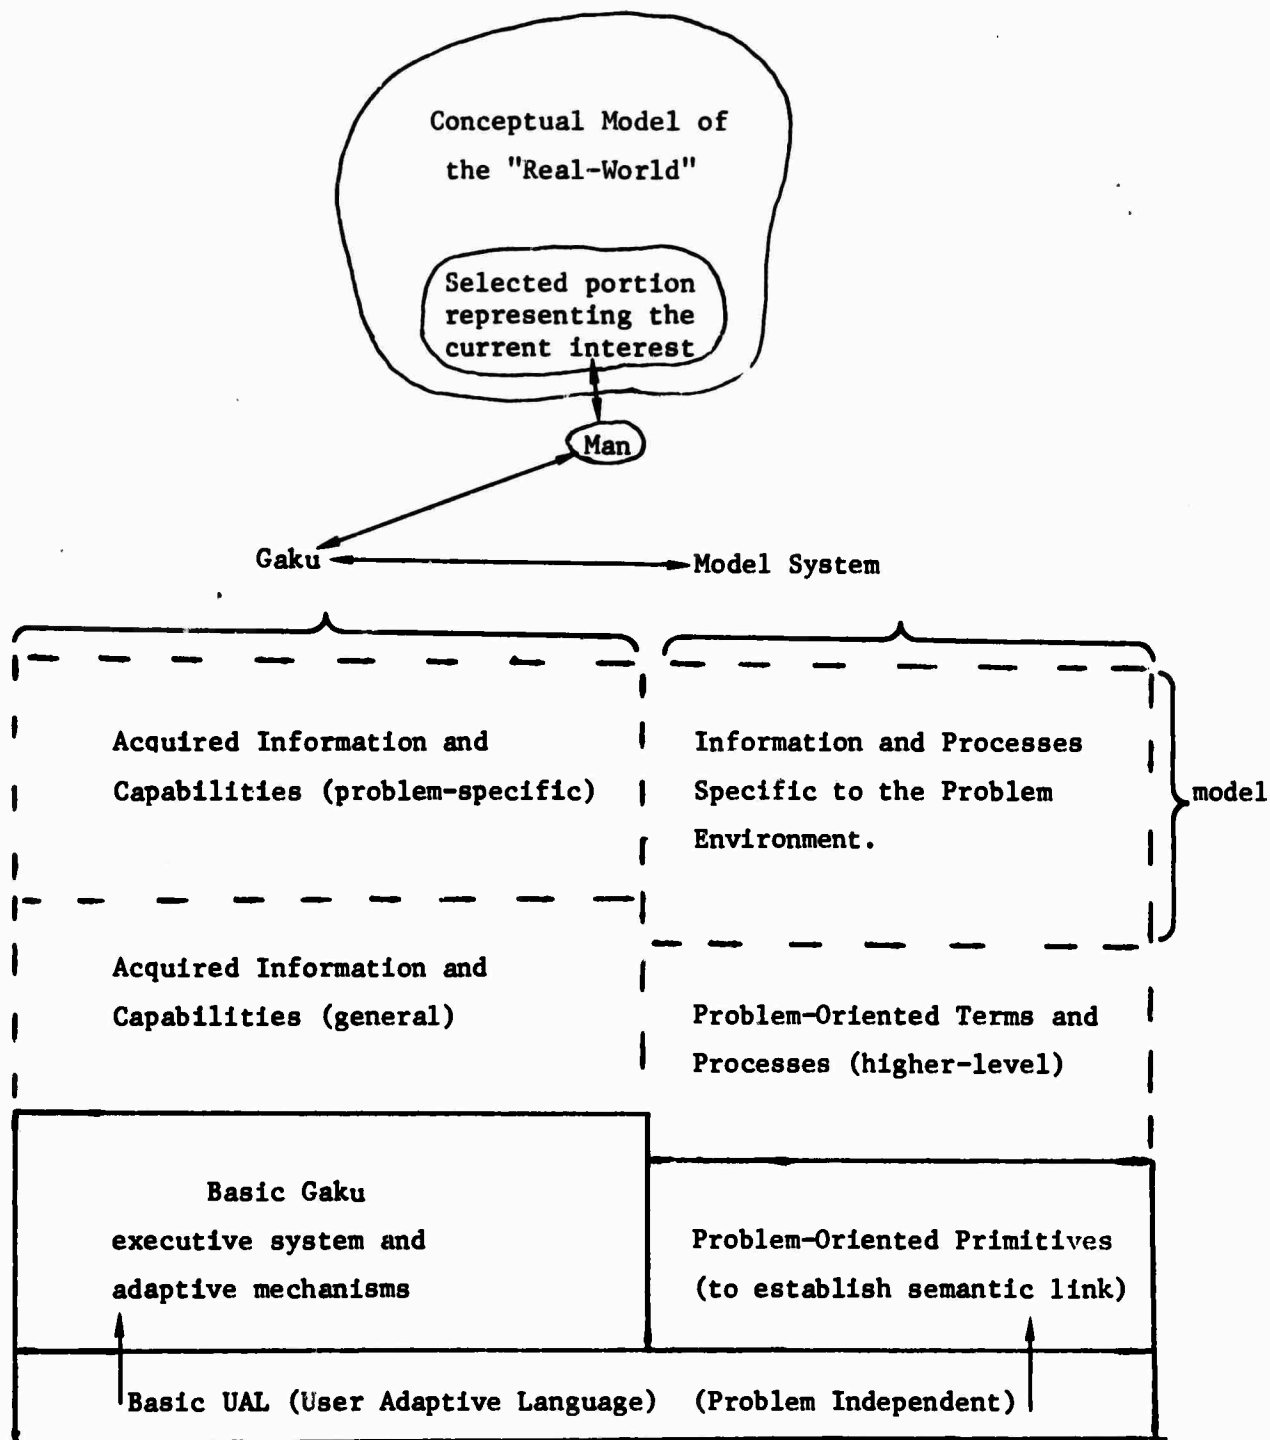 Conceptual Model of
the "Real-World"
Selected portion
representing the
current interest
Man
Gaku
Model System
Acquired Information and
Capabilities (problem-specific)
Information and Processes
Specific to the Problem
Environment.
model
Acquired Information and
Capabilities (general)
Problem-Oriented Terms and
Processes (higher-level)
Basic Gaku
executive system and
adaptive mechanisms
Problem-Oriented Primitives
(to establish semantic link)
Basic UAL (User Adaptive Language) (Problem Independent)